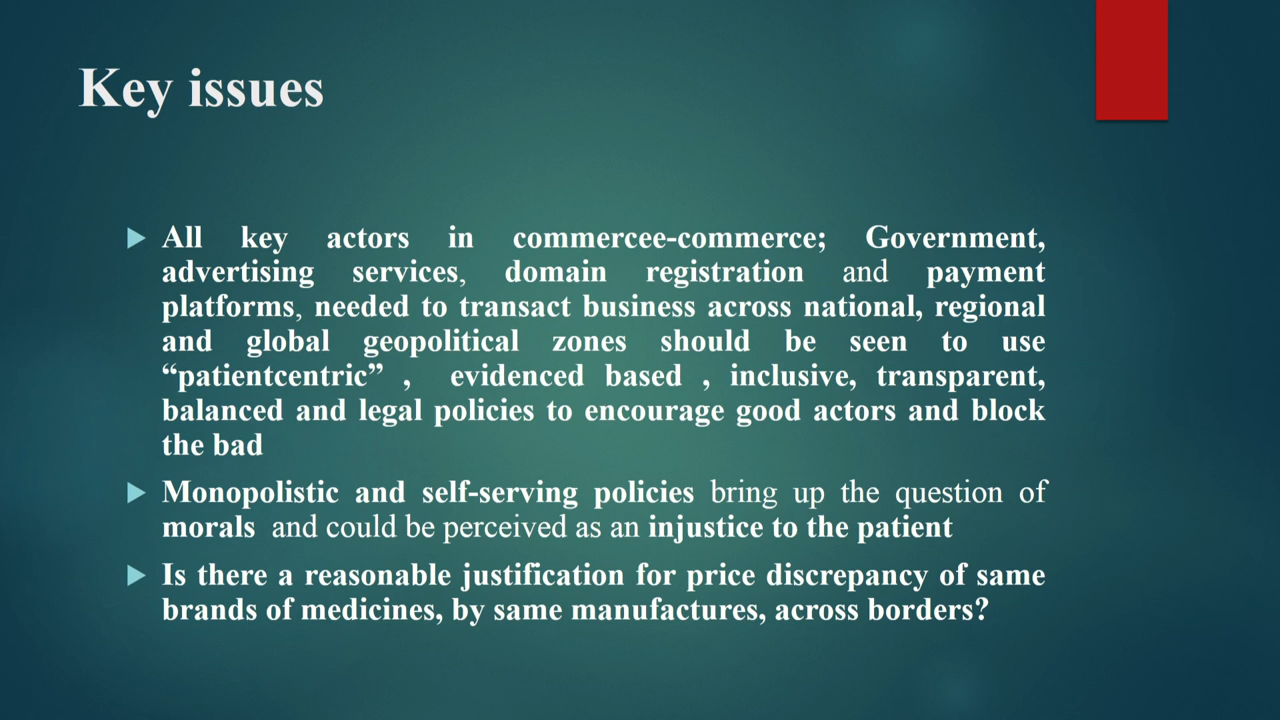 Key issues
All key actors in commercee-commerce; Government,
advertising services, domain registration and payment
platforms, needed to transact business across national, regional
and global geopolitical zones should be seen to use
“patientcentric” , evidenced based , inclusive, transparent,
balanced and legal policies to encourage good actors and block
the bad
Monopolistic and self-serving policies bring up the question of
morals and could be perceived as an injustice to the patient
Is there a reasonable justification for price discrepancy of same
brands of medicines, by same manufactures, across borders?